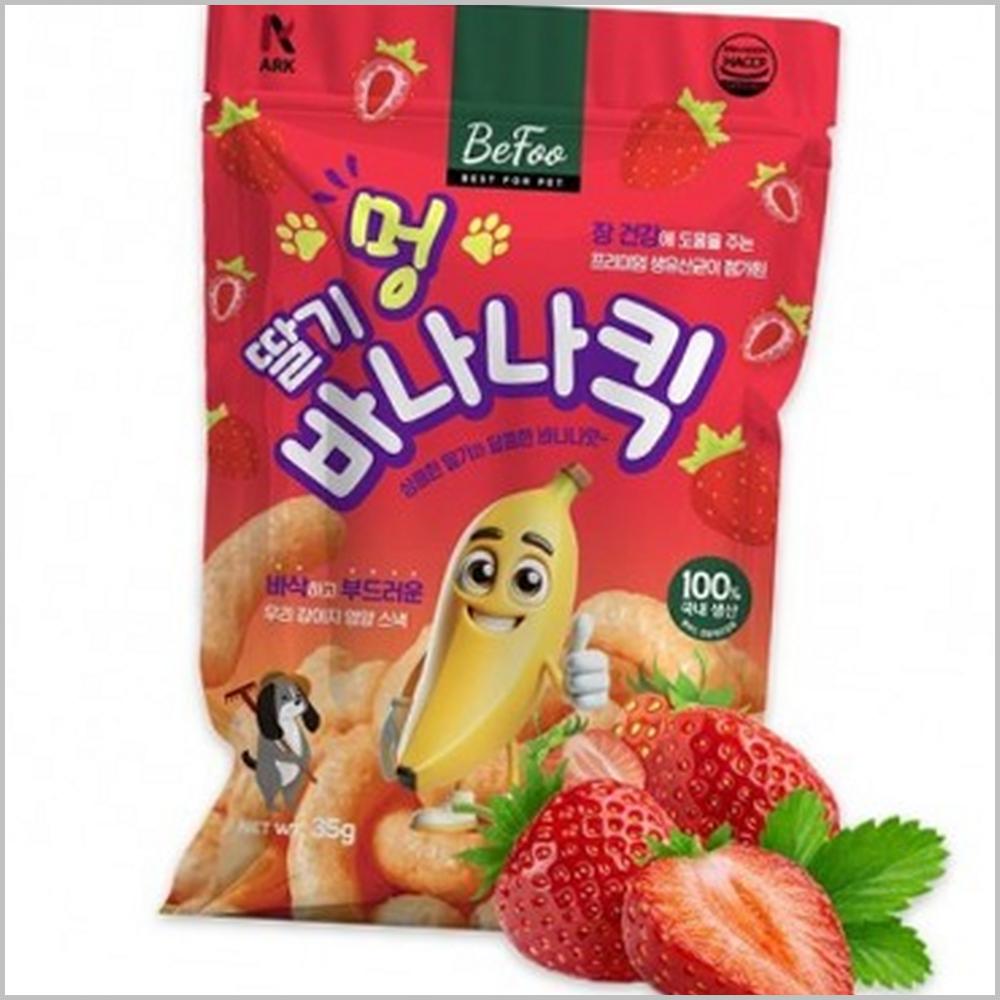 ARK
HACCP
BeFoo
BEST FOR PET
멍
장 건강에 도움을 주는
프리미엄 생유산균이 첨가된
딸기
바나나킥
상큼한 딸기와 달콤한 바나나맛~
바삭하고 부드러운
우리 강아지 영양 스낵
100%
국내 생산
NET WT. 35g